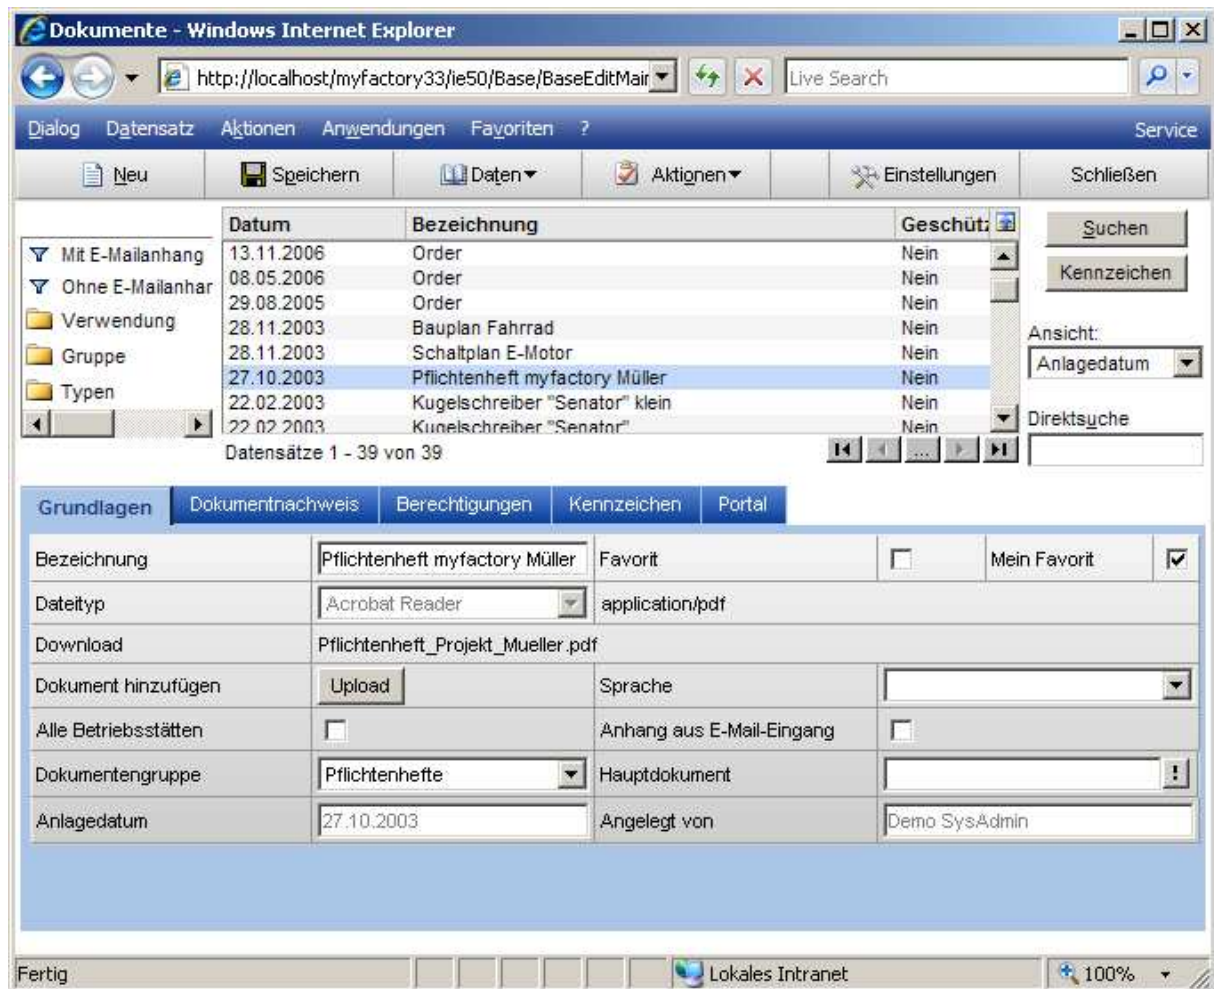 Dokumente - Windows Internet Explorer
http://localhost/myfactory33/ie50/Base/BaseEditMair Live Search
Dialog Datensatz Aktionen Anwendungen Favoriten ? Service
Neu Speichern Daten Aktionen Einstellungen Schließen
Datum Bezeichnung Geschütz
Suchen
Kennzeichen
Ansicht:
Anlagedatum
Direktsuche
Mit E-Mailanhang
Ohne E-Mailanhar
Verwendung
Gruppe
Typen
13.11.2006 Order Nein
08.05.2006 Order Nein
29.08.2005 Order Nein
28.11.2003 Bauplan Fahrrad Nein
28.11.2003 Schaltplan E-Motor Nein
27.10.2003 Pflichtenheft myfactory Müller Nein
22.02.2003 Kugelschreiber "Senator" klein Nein
22.02.2003 Kugelschreiber "Senator" Nein
Datensätze 1 - 39 von 39 ...
Grundlagen Dokumentnachweis Berechtigungen Kennzeichen Portal
Bezeichnung Pflichtenheft myfactory Müller Favorit Mein Favorit
Dateityp Acrobat Reader application/pdf
Download Pflichtenheft_Projekt_Mueller.pdf
Dokument hinzufügen Upload Sprache
Alle Betriebsstätten Anhang aus E-Mail-Eingang
Dokumentengruppe Pflichtenhefte Hauptdokument !
Anlagedatum 27.10.2003 Angelegt von Demo SysAdmin
Fertig Lokales Intranet 100%